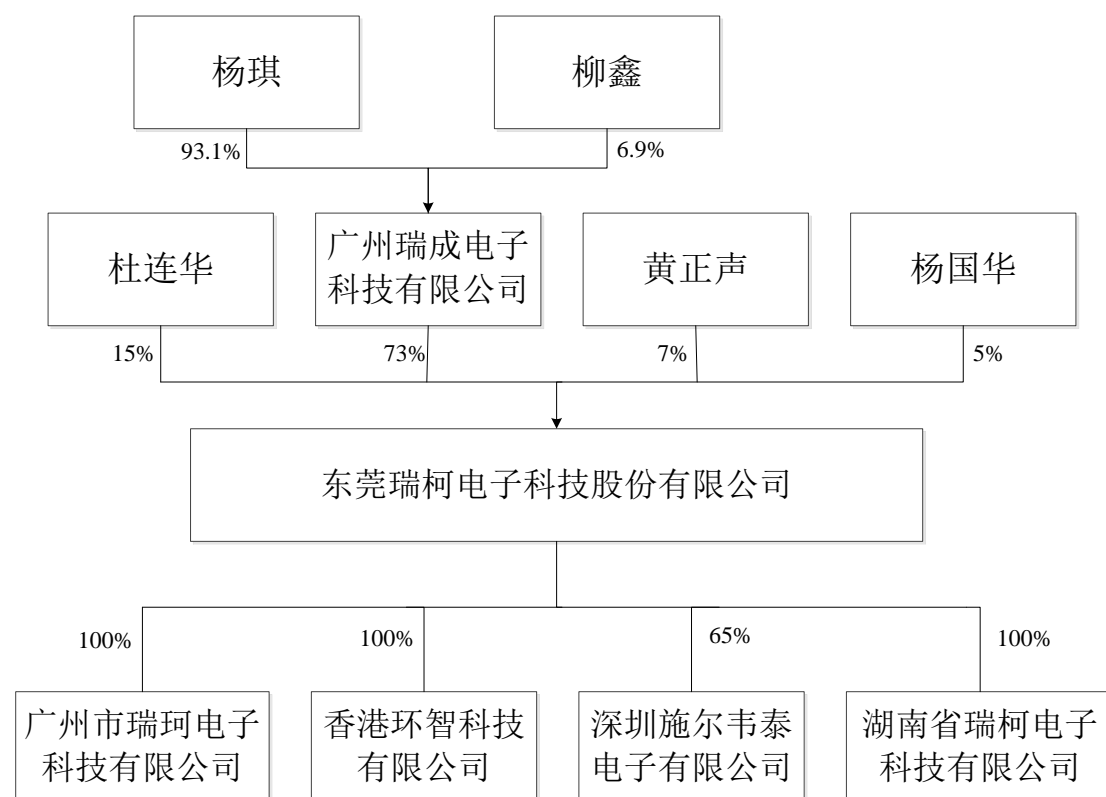 杨琪
柳鑫
93.1%
6.9%
杜连华
广州瑞成电子
科技有限公司
黄正声
杨国华
15%
73%
7%
5%
东莞瑞柯电子科技股份有限公司
100%
100%
65%
100%
广州市瑞珂电子
科技有限公司
香港环智科技
有限公司
深圳施尔韦泰
电子有限公司
湖南省瑞柯电子
科技有限公司